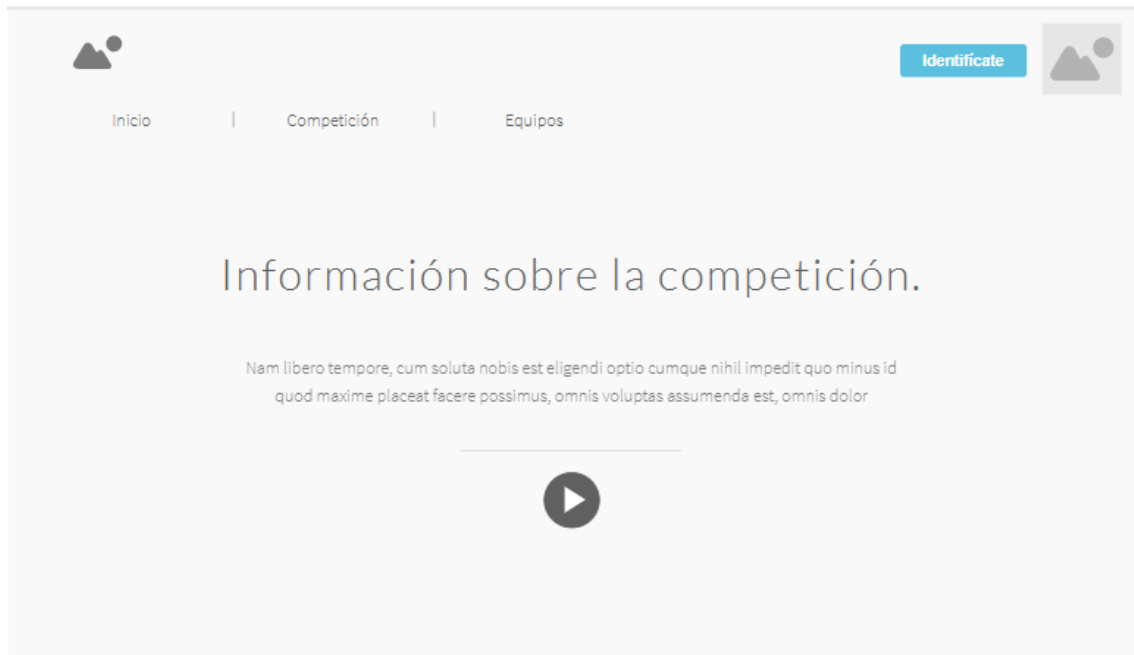 Identifícate
Inicio | Competición | Equipos
Información sobre la competición.
Nam libero tempore, cum soluta nobis est eligendi optio cumque nihil impedit quo minus id
quod maxime placeat facere possimus, omnis voluptas assumenda est, omnis dolor